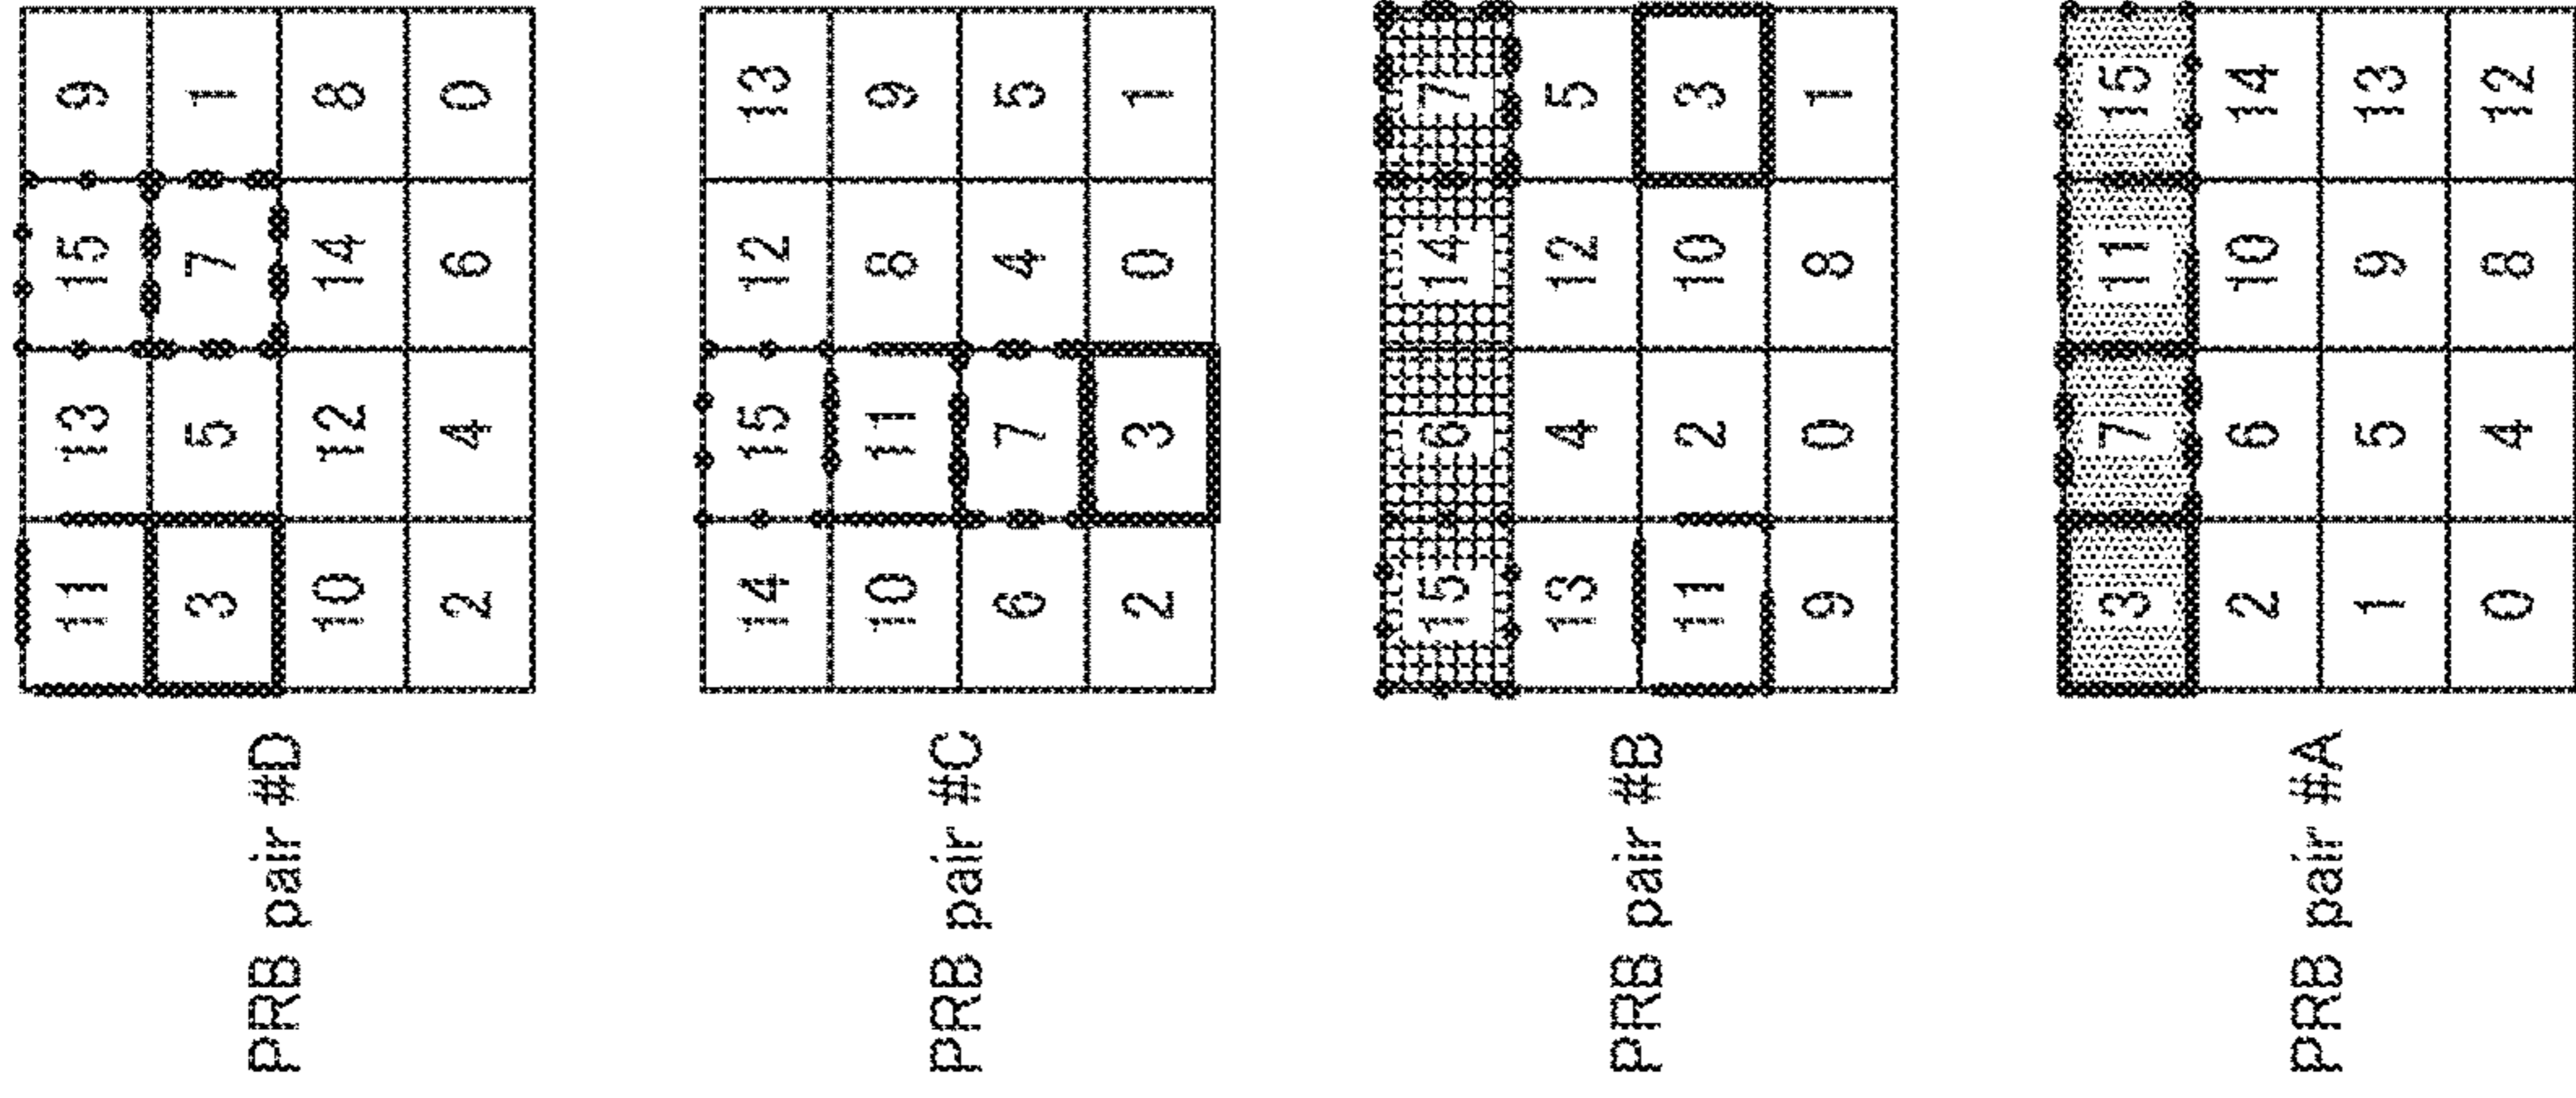 PRB pair #D
11 13 15 9
3 5 7 1
10 12 14 8
2 4 6 0
PRB pair #C
14 15 12 13
10 11 8 9
6 7 4 5
2 3 0 1
PRB pair #B
15 6 14 7
13 4 12 5
11 2 10 3
9 0 8 1
PRB pair #A
3 7 11 15
2 6 10 14
1 5 9 13
0 4 8 12